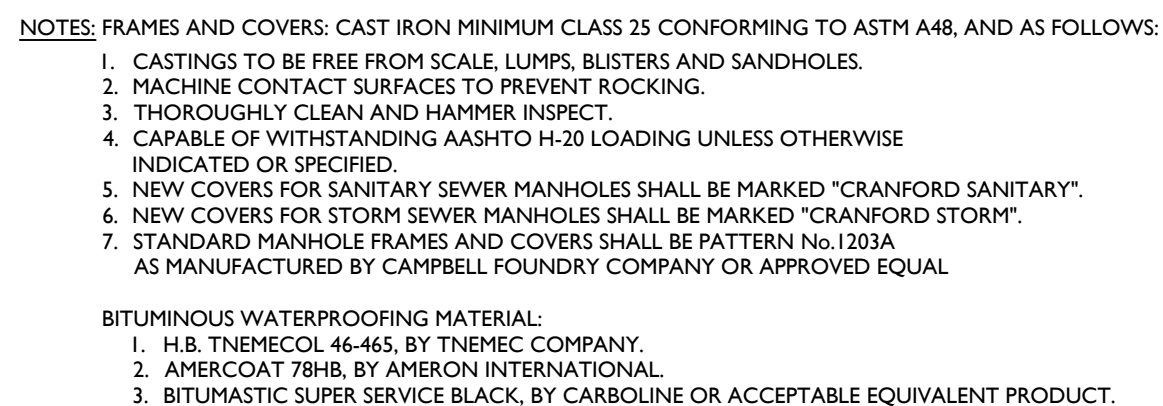 NOTES: FRAMES AND COVERS: CAST IRON MINIMUM CLASS 25 CONFORMING TO ASTM A48, AND AS FOLLOWS:
1. CASTINGS TO BE FREE FROM SCALE, LUMPS, BLISTERS AND SANDHOLES.
2. MACHINE CONTACT SURFACES TO PREVENT ROCKING.
3. THOROUGHLY CLEAN AND HAMMER INSPECT.
4. CAPABLE OF WITHSTANDING AASHTO H-20 LOADING UNLESS OTHERWISE
INDICATED OR SPECIFIED.
5. NEW COVERS FOR SANITARY SEWER MANHOLES SHALL BE MARKED "CRANFORD SANITARY".
6. NEW COVERS FOR STORM SEWER MANHOLES SHALL BE MARKED "CRANFORD STORM".
7. STANDARD MANHOLE FRAMES AND COVERS SHALL BE PATTERN No.1203A
AS MANUFACTURED BY CAMPBELL FOUNDRY COMPANY OR APPROVED EQUAL
BITUMINOUS WATERPROOFING MATERIAL:
1. H.B. TNEMECOL 46-465, BY TNEMEC COMPANY.
2. AMERCOAT 78HB, BY AMERON INTERNATIONAL.
3. BITUMASTIC SUPER SERVICE BLACK, BY CARBOLINE OR ACCEPTABLE EQUIVALENT PRODUCT.